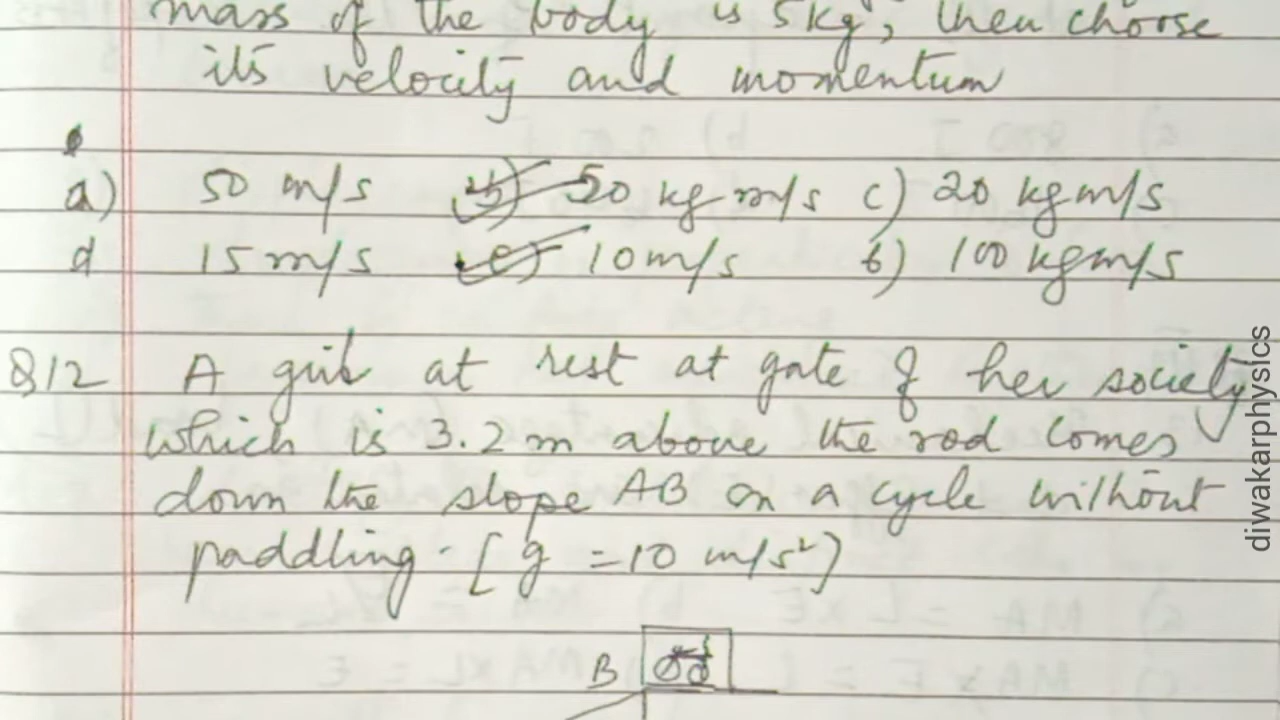 mass of the body is 5kg, then choose
its velocity and momentum
a) 50 m/s b) 50 kg m/s c) 20 kgm/s
d 15 m/s e) 10 m/s 6) 100 kgm/s
Q12 A girl at rest at gate of her society
which is 3.2 m above the rod comes
down the slope AB on a cycle without
paddling. [g = 10 m/s²)
B
diwakarphysics